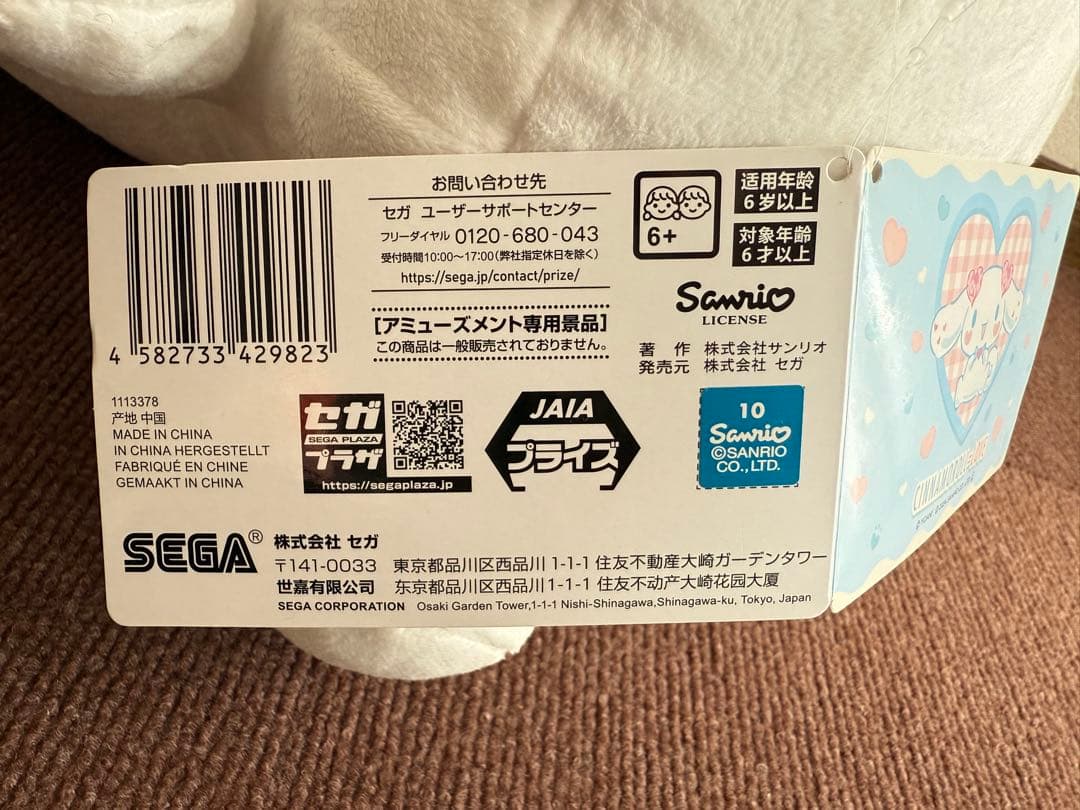 4 582733 429823
お問い合わせ先
セガ ユーザーサポートセンター
フリーダイヤル 0120-680-043
受付時間10:00～17:00(弊社指定休日を除く)
https://sega.jp/contact/prize/
[アミューズメント専用景品]
この商品は一般販売されておりません。
6+
适用年龄
6岁以上
対象年齢
6才以上
Sanrio
LICENSE
著 作 株式会社サンリオ
発売元 株式会社 セガ
1113378
产地 中国
MADE IN CHINA
IN CHINA HERGESTELLT
FABRIQUÉ EN CHINE
GEMAAKT IN CHINA
セガ
SEGA PLAZA
プラザ
https://segaplaza.jp
JAIA
プライズ
10
Sanrio
©SANRIO
CO.,LTD.
SEGA® 株式会社 セガ
〒141-0033 東京都品川区西品川1-1-1住友不動産大崎ガーデンタワー
世嘉有限公司 东京都品川区西品川1-1-1 住友不动产大崎花园大厦
SEGA CORPORATION Osaki Garden Tower,1-1-1 Nishi-Shinagawa,Shinagawa-ku, Tokyo, Japan